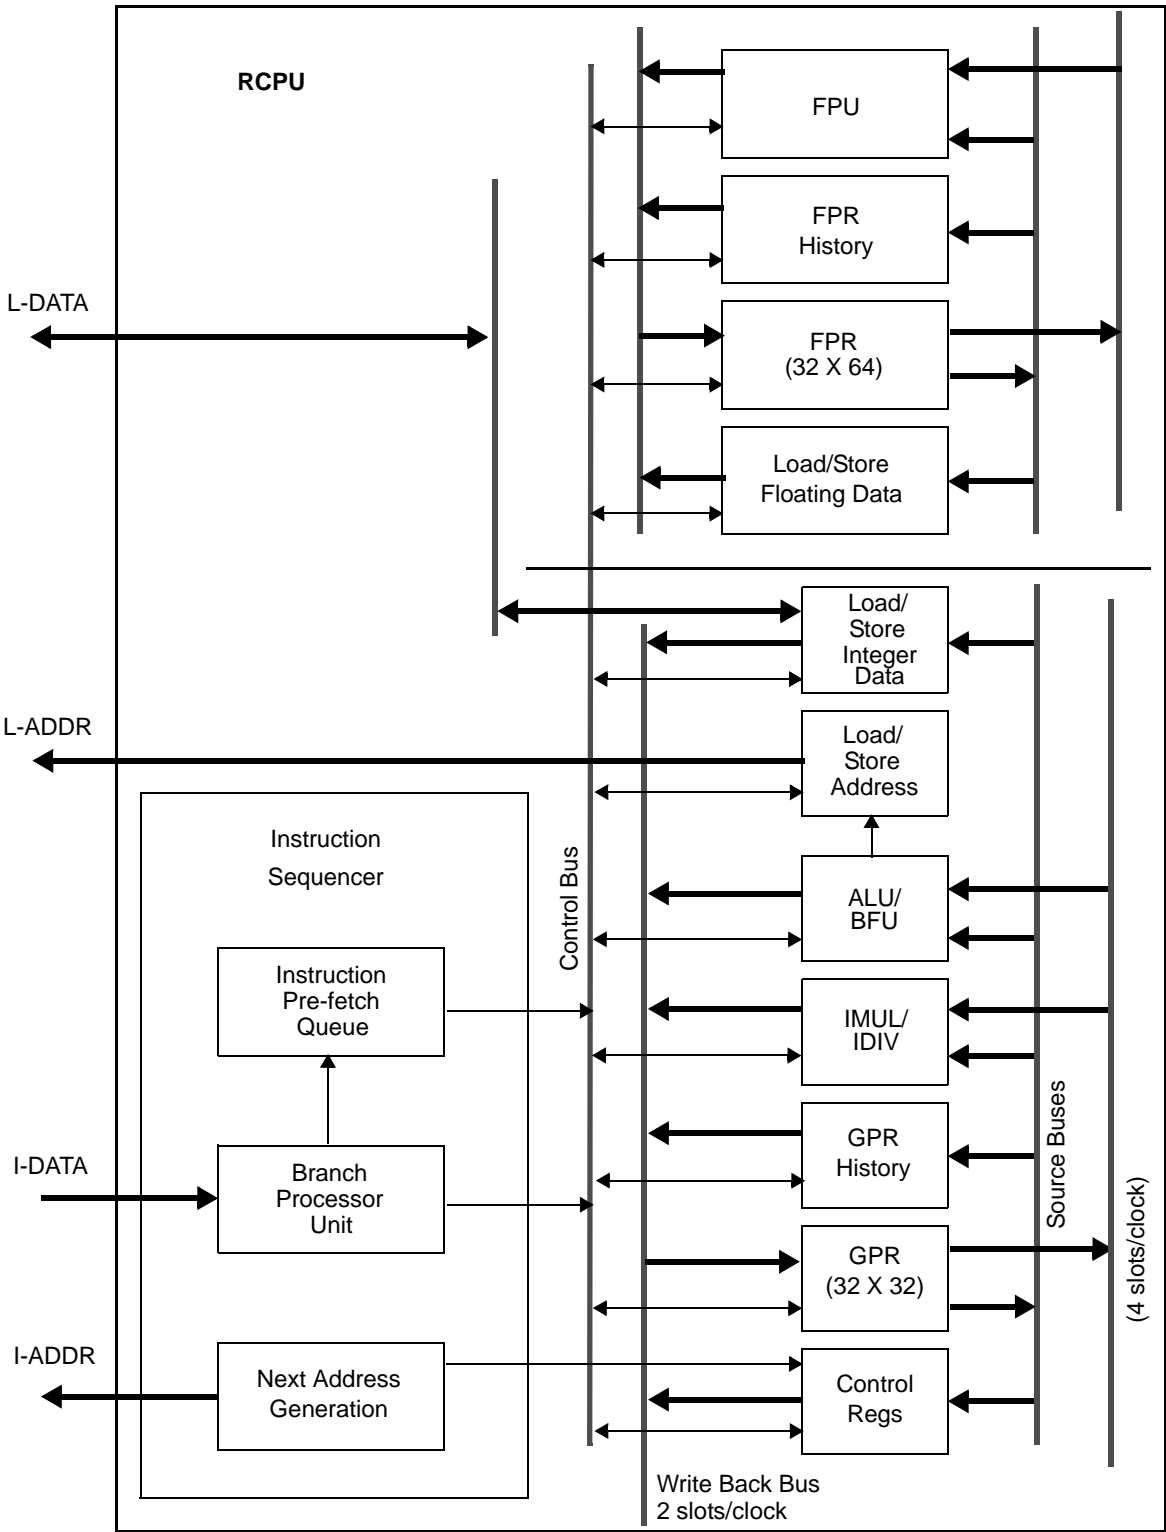 RCPU
FPU
FPR
History
L-DATA
FPR
(32 X 64)
Load/Store
Floating Data
Load/
Store
Integer
Data
L-ADDR
Load/
Store
Address
Instruction
Sequencer
Control Bus
ALU/
BFU
Instruction
Pre-fetch
Queue
IMUL/
IDIV
Source Buses
(4 slots/clock)
GPR
History
I-DATA
Branch
Processor
Unit
GPR
(32 X 32)
I-ADDR
Next Address
Generation
Control
Regs
Write Back Bus
2 slots/clock